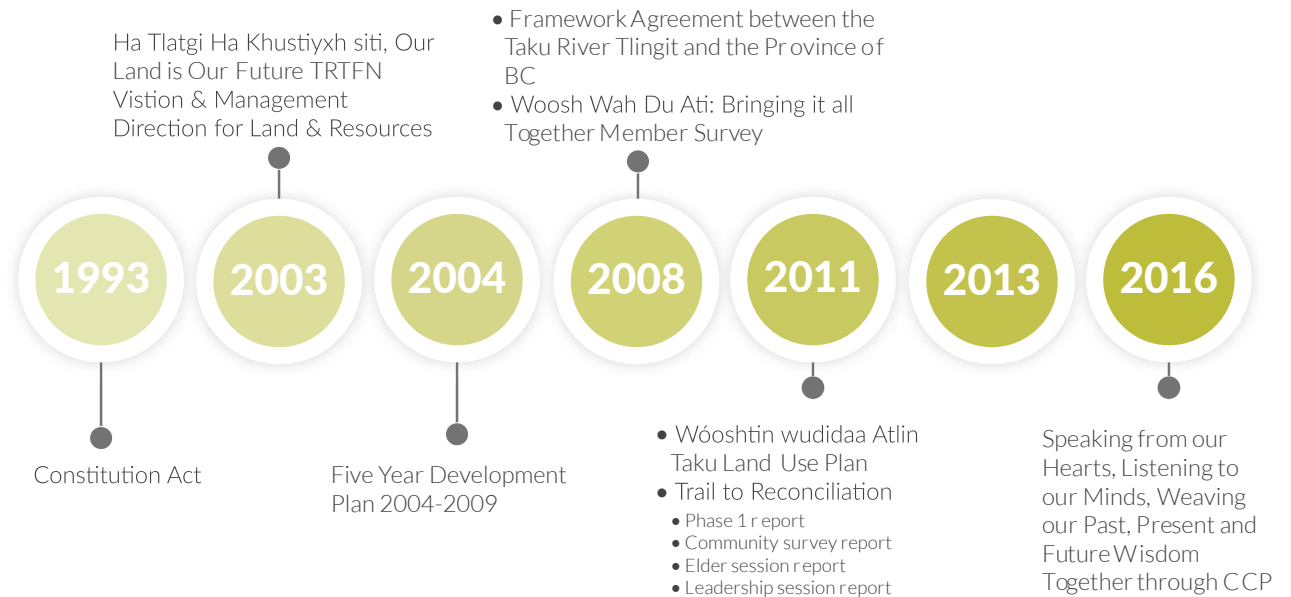 Ha Tlatgi Ha Khustiyxh siti, Our
Land is Our Future TRTFN
Vistion & Management
Direction for Land & Resources
• Framework Agreement between the
Taku River Tlingit and the Province of
BC
• Woosh Wah Du Ati: Bringing it all
Together Member Survey
1993
2003
2004
2008
2011
2013
2016
Constitution Act
Five Year Development
Plan 2004-2009
• Wóoshtin wudidaa Atlin
Taku Land Use Plan
• Trail to Reconciliation
• Phase 1 report
• Community survey report
• Elder session report
• Leadership session report
Speaking from our
Hearts, Listening to
our Minds, Weaving
our Past, Present and
Future Wisdom
Together through CCP